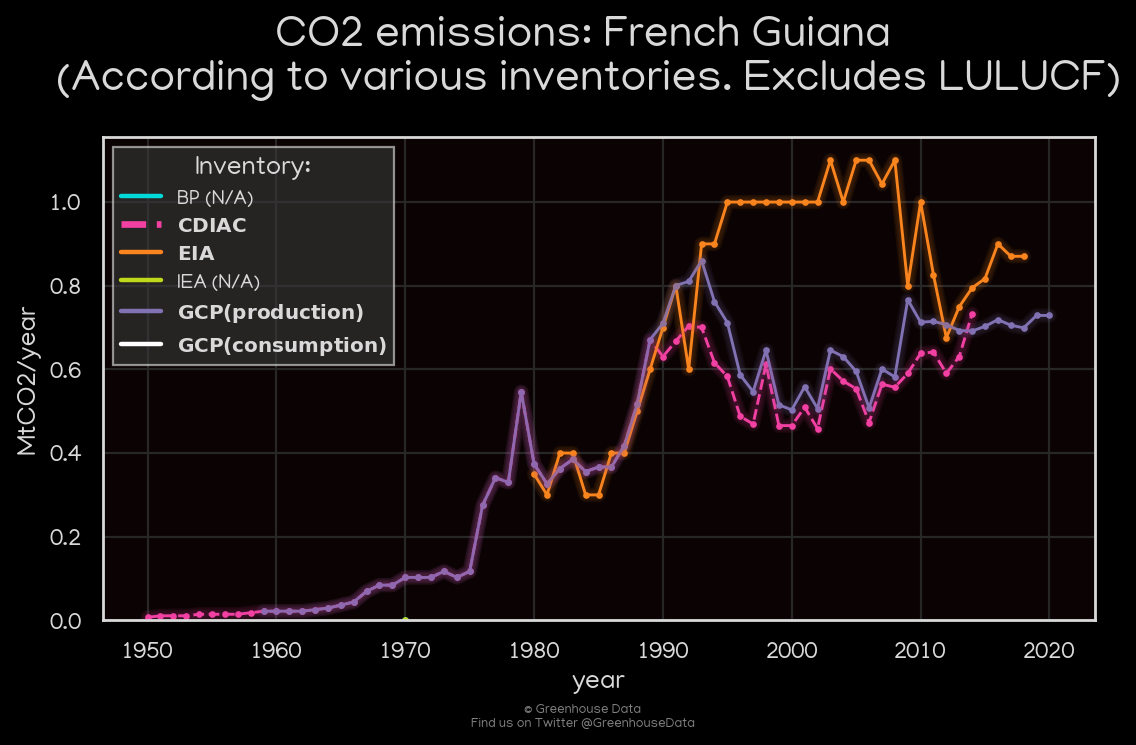 CO2 emissions: French Guiana
(According to various inventories. Excludes LULUCF)
Inventory:
BP (N/A)
CDIAC
EIA
IEA (N/A)
GCP(production)
GCP(consumption)
MtCO2/year
1.0
0.8
0.6
0.4
0.2
0.0
1950 1960 1970 1980 1990 2000 2010 2020
year
© Greenhouse Data
Find us on Twitter @GreenhouseData